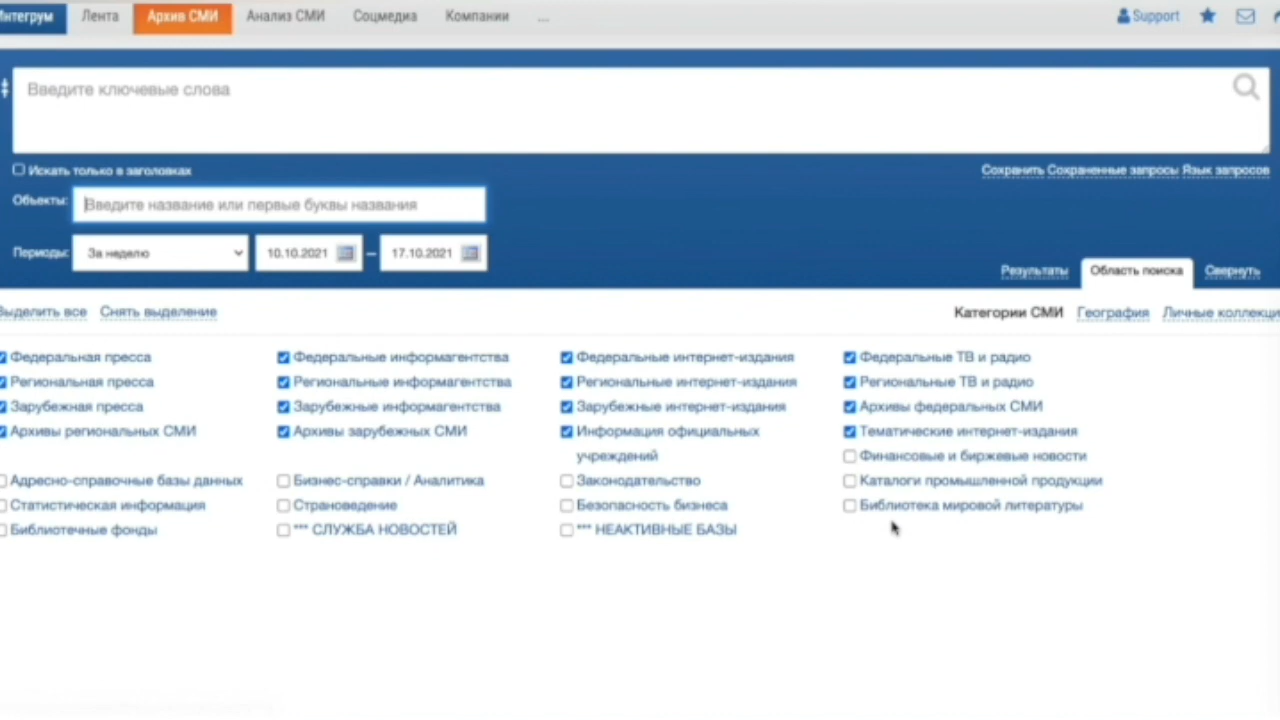 Интегрум Лента Архив СМИ Анализ СМИ Соцмедиа Компании ... Support
Введите ключевые слова
Искать только в заголовках Сохранить Сохраненные запросы Язык запросов
Объекты: Введите название или первые буквы названия
Периоды: За неделю 10.10.2021 – 17.10.2021
Результаты Область поиска Свернуть
Выделить все Снять выделение Категории СМИ География Личные коллекци
Федеральная пресса Федеральные информагентства Федеральные интернет-издания Федеральные ТВ и радио
Региональная пресса Региональные информагентства Региональные интернет-издания Региональные ТВ и радио
Зарубежная пресса Зарубежные информагентства Зарубежные интернет-издания Архивы федеральных СМИ
Архивы региональных СМИ Архивы зарубежных СМИ Информация официальных Тематические интернет-издания
учреждений Финансовые и биржевые новости
Адресно-справочные базы данных Бизнес-справки / Аналитика Законодательство Каталоги промышленной продукции
Статистическая информация Страноведение Безопасность бизнеса Библиотека мировой литературы
Библиотечные фонды *** СЛУЖБА НОВОСТЕЙ *** НЕАКТИВНЫЕ БАЗЫ